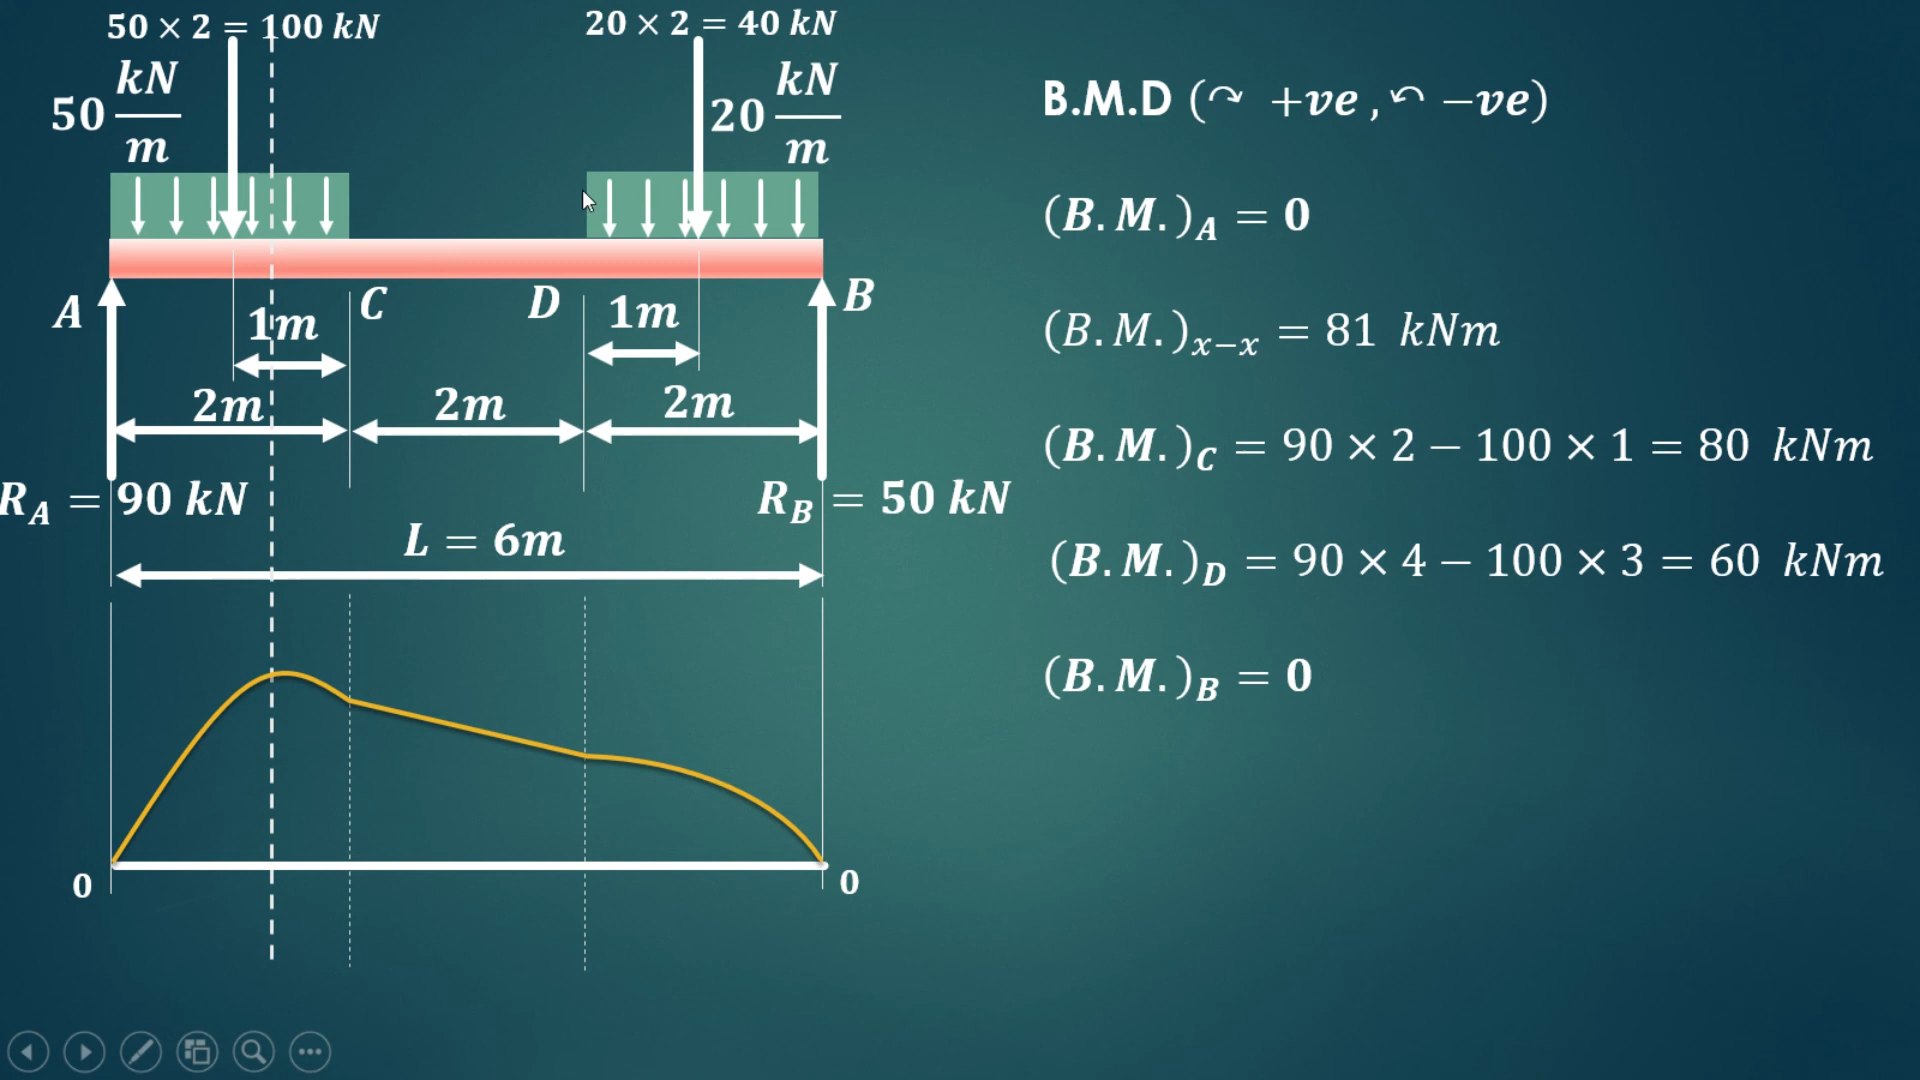 50 × 2 = 100 kN
20 × 2 = 40 kN
50 kN/m
20 kN/m
A
C
D
B
1m
1m
2m
2m
2m
R_A = 90 kN
R_B = 50 kN
L = 6m
0
0
B.M.D (↷ +ve , ↶ −ve)
(B.M.)_A = 0
(B.M.)_x−x = 81 kNm
(B.M.)_C = 90 × 2 − 100 × 1 = 80 kNm
(B.M.)_D = 90 × 4 − 100 × 3 = 60 kNm
(B.M.)_B = 0